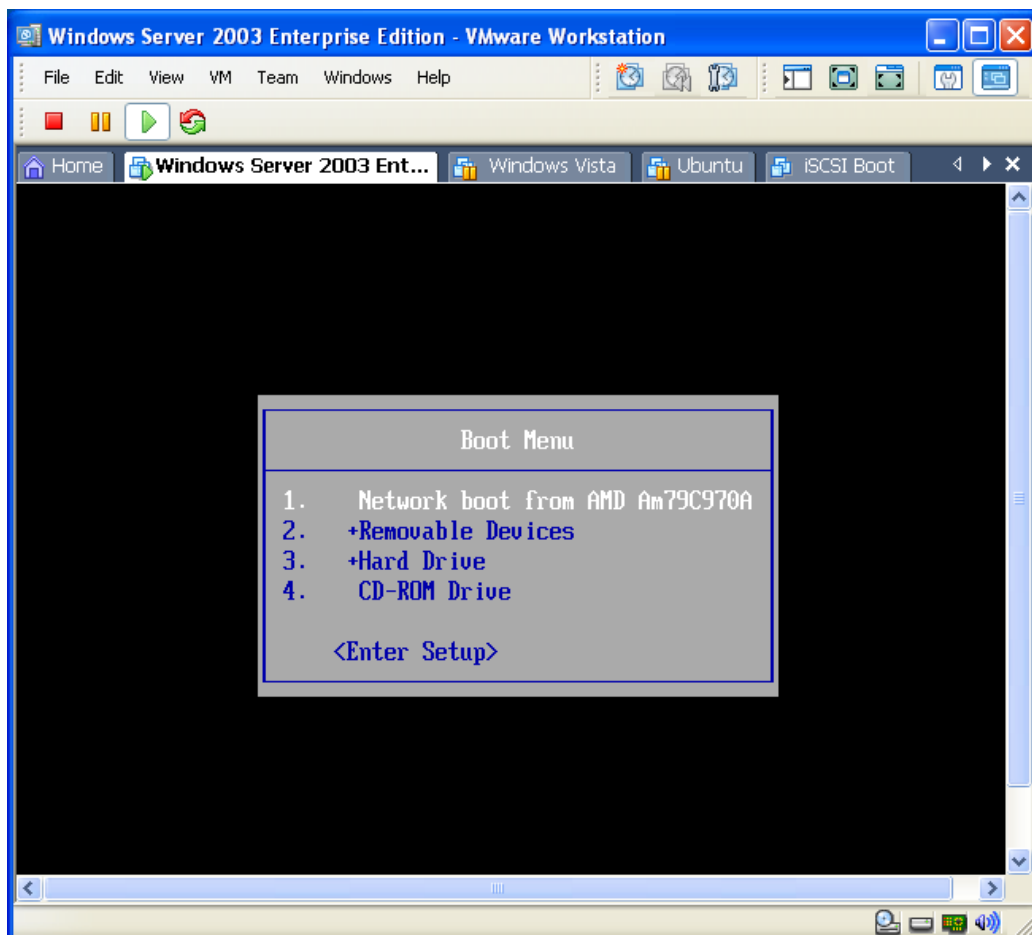 Windows Server 2003 Enterprise Edition - VMware Workstation
File Edit View VM Team Windows Help
Home Windows Server 2003 Ent... Windows Vista Ubuntu iSCSI Boot
Boot Menu
1. Network boot from AMD Am79C970A
2. +Removable Devices
3. +Hard Drive
4. CD-ROM Drive
<Enter Setup>